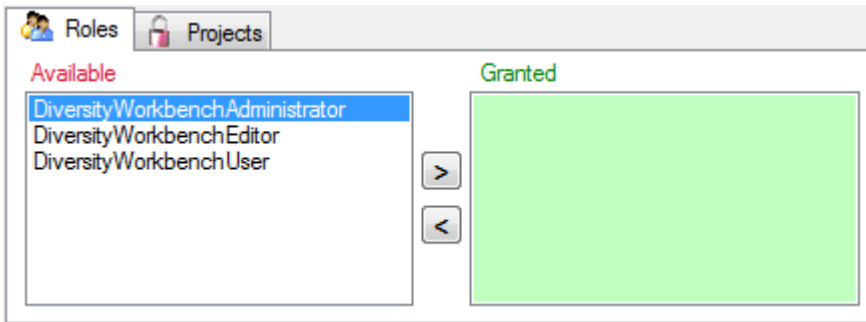 Roles
Projects
Available
Granted
DiversityWorkbenchAdministrator
DiversityWorkbenchEditor
DiversityWorkbenchUser
>
<